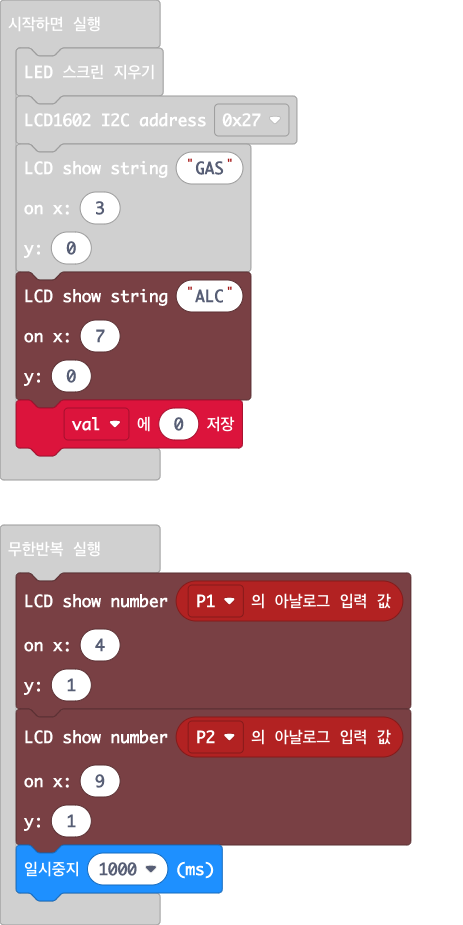 시작하면 실행
LED 스크린 지우기
LCD1602 I2C address 0x27
LCD show string "GAS"
on x: 3
y: 0
LCD show string "ALC"
on x: 7
y: 0
val 에 0 저장
무한반복 실행
LCD show number P1 의 아날로그 입력 값
on x: 4
y: 1
LCD show number P2 의 아날로그 입력 값
on x: 9
y: 1
일시중지 1000 (ms)